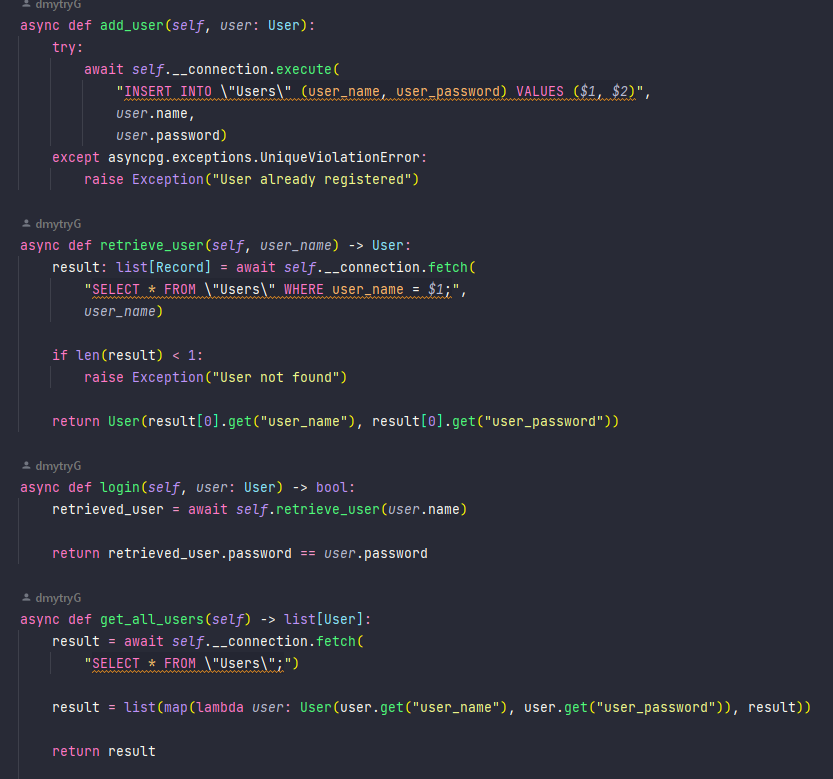 dmytryG
async def add_user(self, user: User):
    try:
        await self.__connection.execute(
            "INSERT INTO \"Users\" (user_name, user_password) VALUES ($1, $2)",
            user.name,
            user.password)
    except asyncpg.exceptions.UniqueViolationError:
        raise Exception("User already registered")
dmytryG
async def retrieve_user(self, user_name) -> User:
    result: list[Record] = await self.__connection.fetch(
        "SELECT * FROM \"Users\" WHERE user_name = $1;",
        user_name)
    if len(result) < 1:
        raise Exception("User not found")
    return User(result[0].get("user_name"), result[0].get("user_password"))
dmytryG
async def login(self, user: User) -> bool:
    retrieved_user = await self.retrieve_user(user.name)
    return retrieved_user.password == user.password
dmytryG
async def get_all_users(self) -> list[User]:
    result = await self.__connection.fetch(
        "SELECT * FROM \"Users\";")
    result = list(map(lambda user: User(user.get("user_name"), user.get("user_password")), result))
    return result